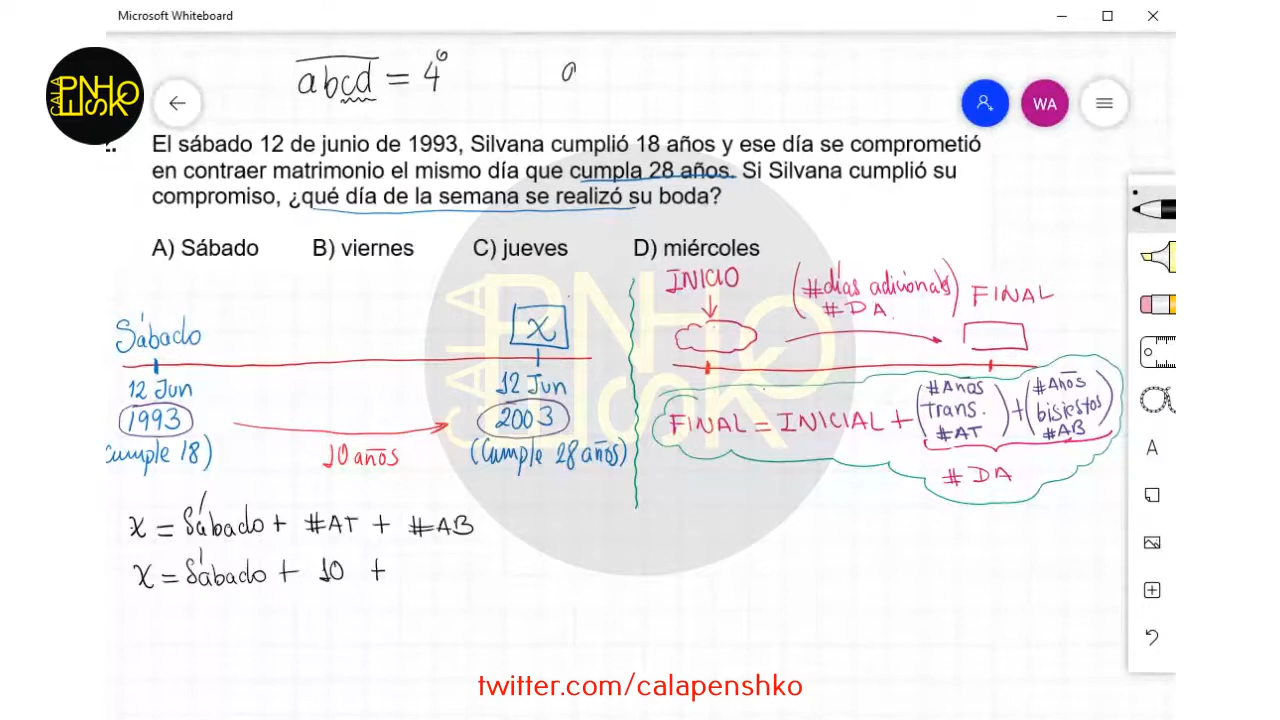 Microsoft Whiteboard
CALA
PENHO
ESK
WA
abcd = 4°
El sábado 12 de junio de 1993, Silvana cumplió 18 años y ese día se comprometió
en contraer matrimonio el mismo día que cumpla 28 años. Si Silvana cumplió su
compromiso, ¿qué día de la semana se realizó su boda?
A) Sábado B) viernes C) jueves D) miércoles
Sábado
x
12 Jun
1993
Cumple 18)
10 años
12 Jun
2003
(Cumple 28 años)
INICIO
(#días adicionales)
# DA.
FINAL
FINAL = INICIAL + (#Años trans. #AT) + (#Años bisiestos #AB)
# DA
x = Sábado + #AT + #AB
x = Sábado + 10 +
A
twitter.com/calapenshko